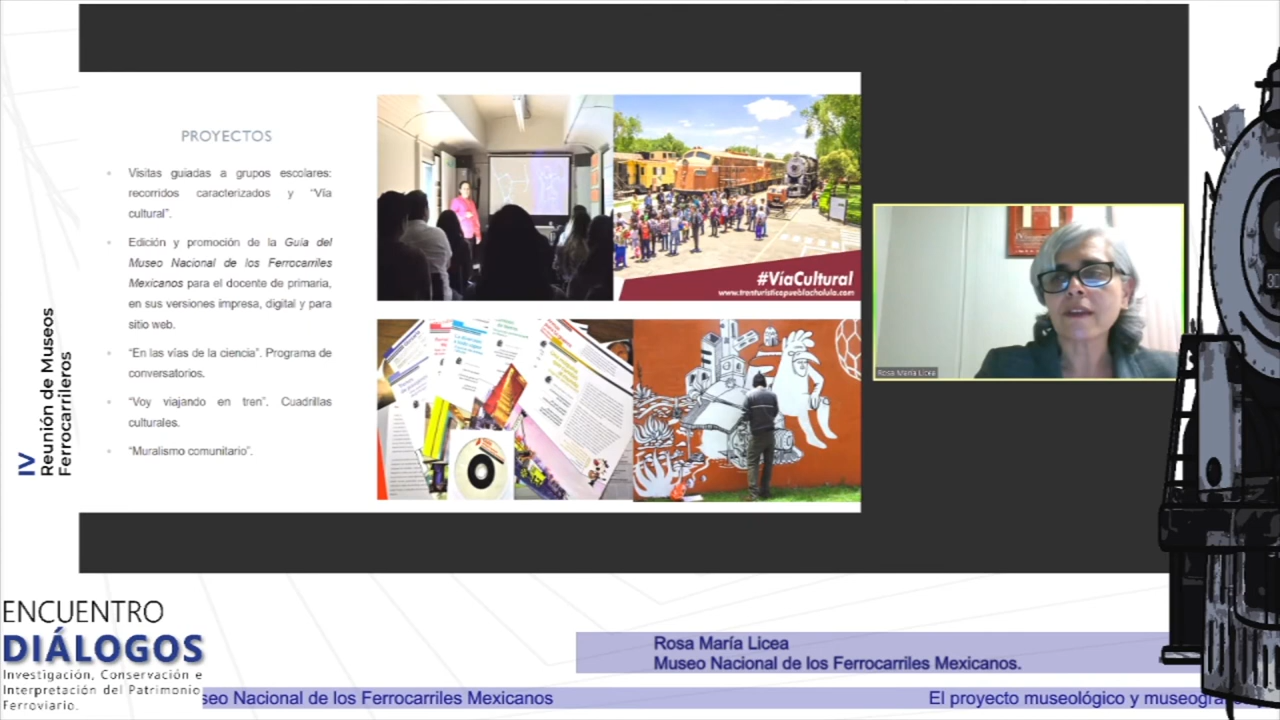 PROYECTOS
Visitas guiadas a grupos escolares:
recorridos caracterizados y “Vía
cultural”.
Edición y promoción de la Guía del
Museo Nacional de los Ferrocarriles
Mexicanos para el docente de primaria,
en sus versiones impresa, digital y para
sitio web.
“En las vías de la ciencia”. Programa de
conversatorios.
“Voy viajando en tren”. Cuadrillas
culturales.
“Muralismo comunitario”.
#VíaCultural
www.trenturisticopueblacholula.com
Rosa María Licea
IV
Reunión de Museos
Ferrocarrileros
ENCUENTRO
DIÁLOGOS
Investigación, Conservación e
Interpretación del Patrimonio
Ferroviario.
Rosa María Licea
Museo Nacional de los Ferrocarriles Mexicanos.
seo Nacional de los Ferrocarriles Mexicanos
El proyecto museológico y museogr